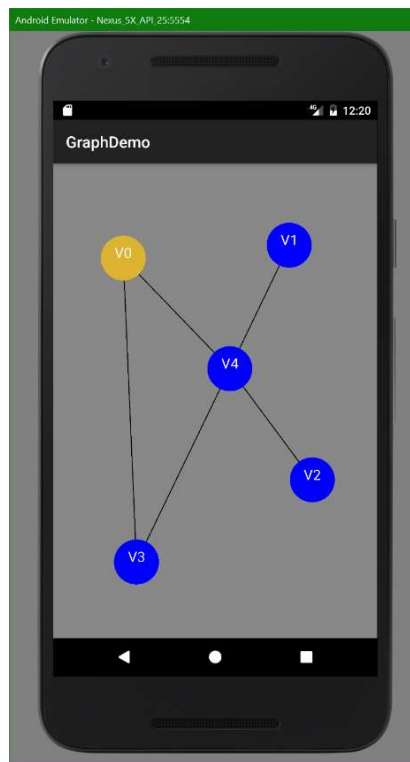 Android Emulator - Nexus_5X_API_25:5554
4G 12:20
GraphDemo
V0
V1
V4
V2
V3